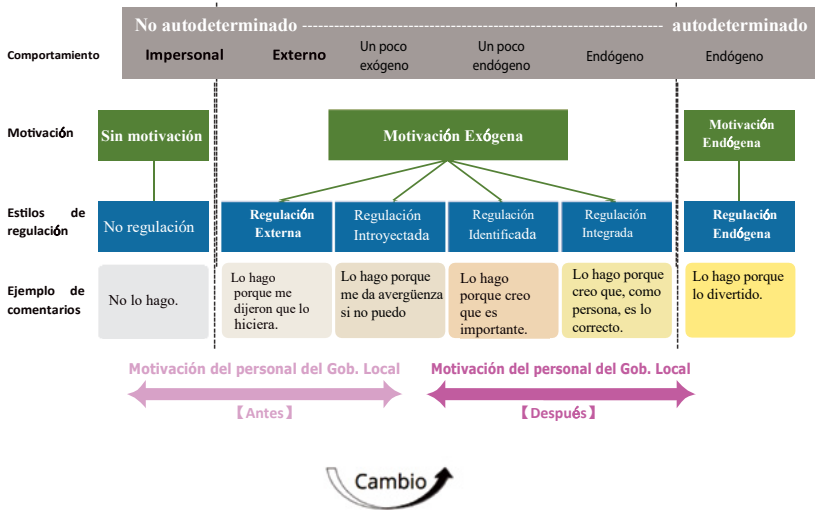 No autodeterminado ------------------------------------------------------------ autodeterminado
Comportamiento
Impersonal
Externo
Un poco
exógeno
Un poco
endógeno
Endógeno
Endógeno
Motivación
Sin motivación
Motivación Exógena
Motivación
Endógena
Estilos de
regulación
No regulación
Regulación
Externa
Regulación
Introyectada
Regulación
Identificada
Regulación
Integrada
Regulación
Endógena
Ejemplo de
comentarios
No lo hago.
Lo hago
porque me
dijeron que lo
hiciera.
Lo hago porque
me da avergüenza
si no puedo
Lo hago
porque creo
que es
importante.
Lo hago porque
creo que, como
persona, es lo
correcto.
Lo hago porque
lo divertido.
Motivación del personal del Gob. Local
【Antes】
Motivación del personal del Gob. Local
【Después】
Cambio